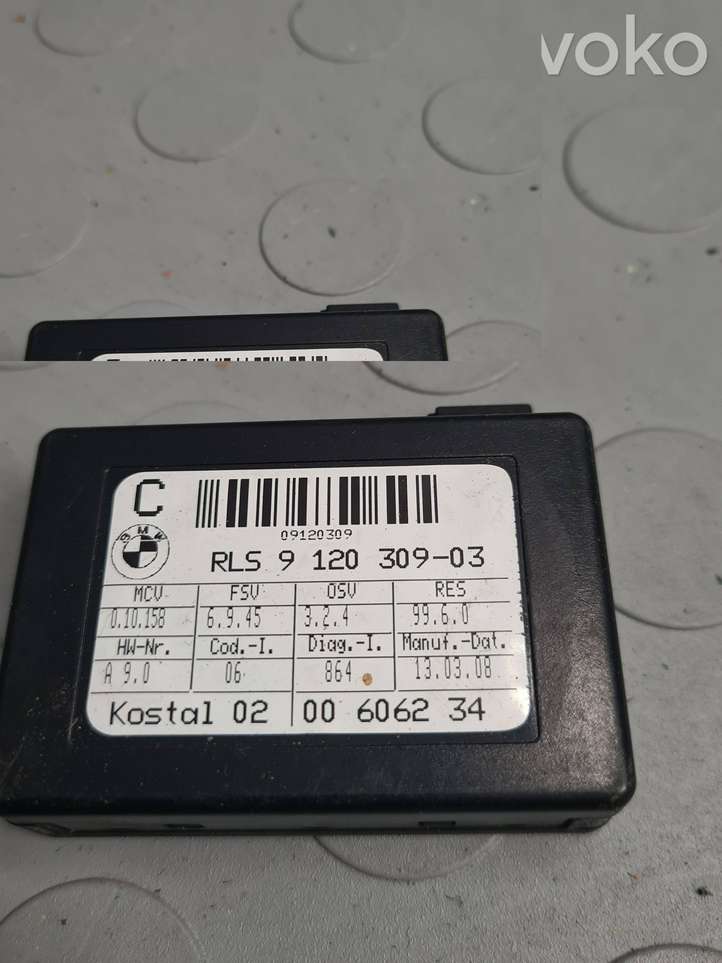 voko
C
09120309
BMW
RLS 9 120 309-03
MCV FSV OSV RES
0.10.158 6.9.45 3.2.4 99.6.0
HW-Nr. Cod.-I. Diag.-I. Manuf.-Dat.
A 9.0 06 864 13.03.08
Kostal 02 00 6062 34